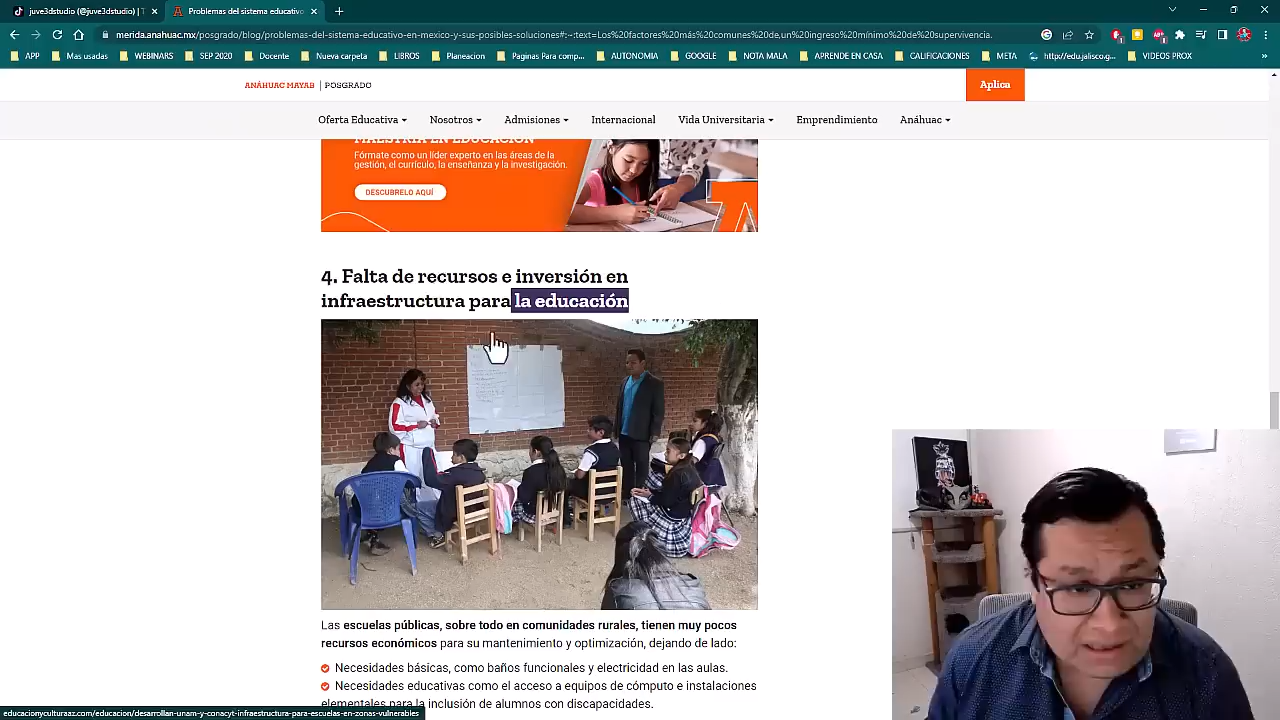 juve3dstudio (@juve3dstudio) | T
Problemas del sistema educativo
merida.anahuac.mx/posgrado/blog/problemas-del-sistema-educativo-en-mexico-y-sus-posibles-soluciones#:~:text=Los%20factores%20más%20comunes%20de,un%20ingreso%20mínimo%20de%20supervivencia.
APP
Mas usadas
WEBINARS
SEP 2020
Docente
Nueva carpeta
LIBROS
Planeacion
Paginas Para comp...
AUTONOMIA
GOOGLE
NOTA MALA
APRENDE EN CASA
CALIFICACIONES
META
http://edu.jalisco.g...
VIDEOS PROX
ANÁHUAC MAYAB | POSGRADO
Aplica
Oferta Educativa
Nosotros
Admisiones
Internacional
Vida Universitaria
Emprendimiento
Anáhuac
MAESTRÍA EN EDUCACIÓN
Fórmate como un líder experto en las áreas de la
gestión, el currículo, la enseñanza y la investigación.
DESCUBRELO AQUÍ
4. Falta de recursos e inversión en
infraestructura para la educación
Las escuelas públicas, sobre todo en comunidades rurales, tienen muy pocos
recursos económicos para su mantenimiento y optimización, dejando de lado:
Necesidades básicas, como baños funcionales y electricidad en las aulas.
Necesidades educativas como el acceso a equipos de cómputo e instalaciones
elementales para la inclusión de alumnos con discapacidades.
educacionyculturaaz.com/educacion/desarrollan-unam-y-conacyt-infraestructura-para-escuelas-en-zonas-vulnerables